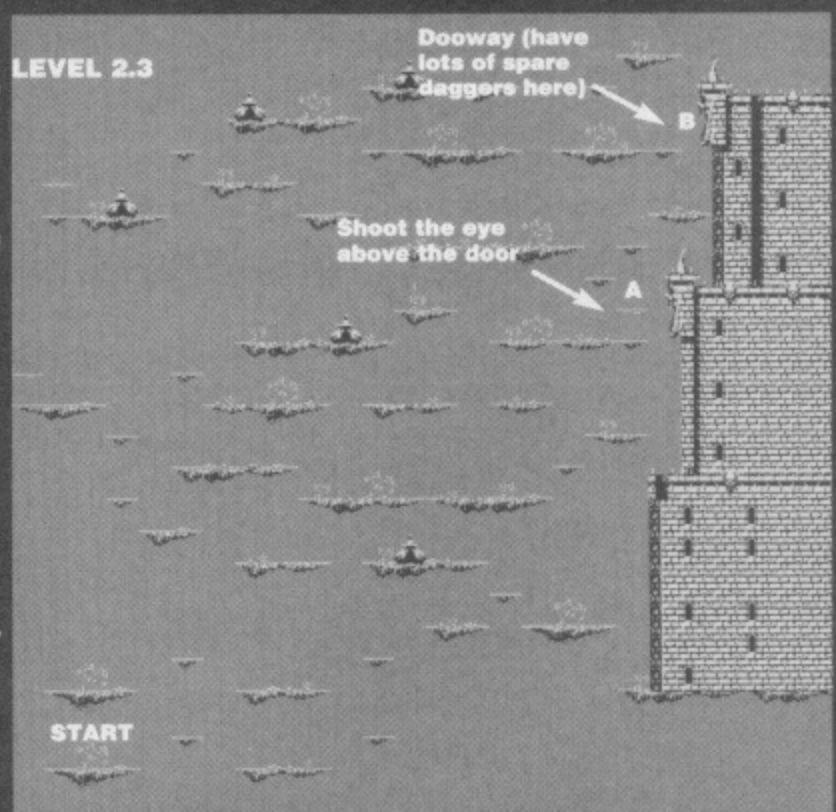 LEVEL 2.3
Dooway (have
lots of spare
daggers here)
B
Shoot the eye
above the door
A
START